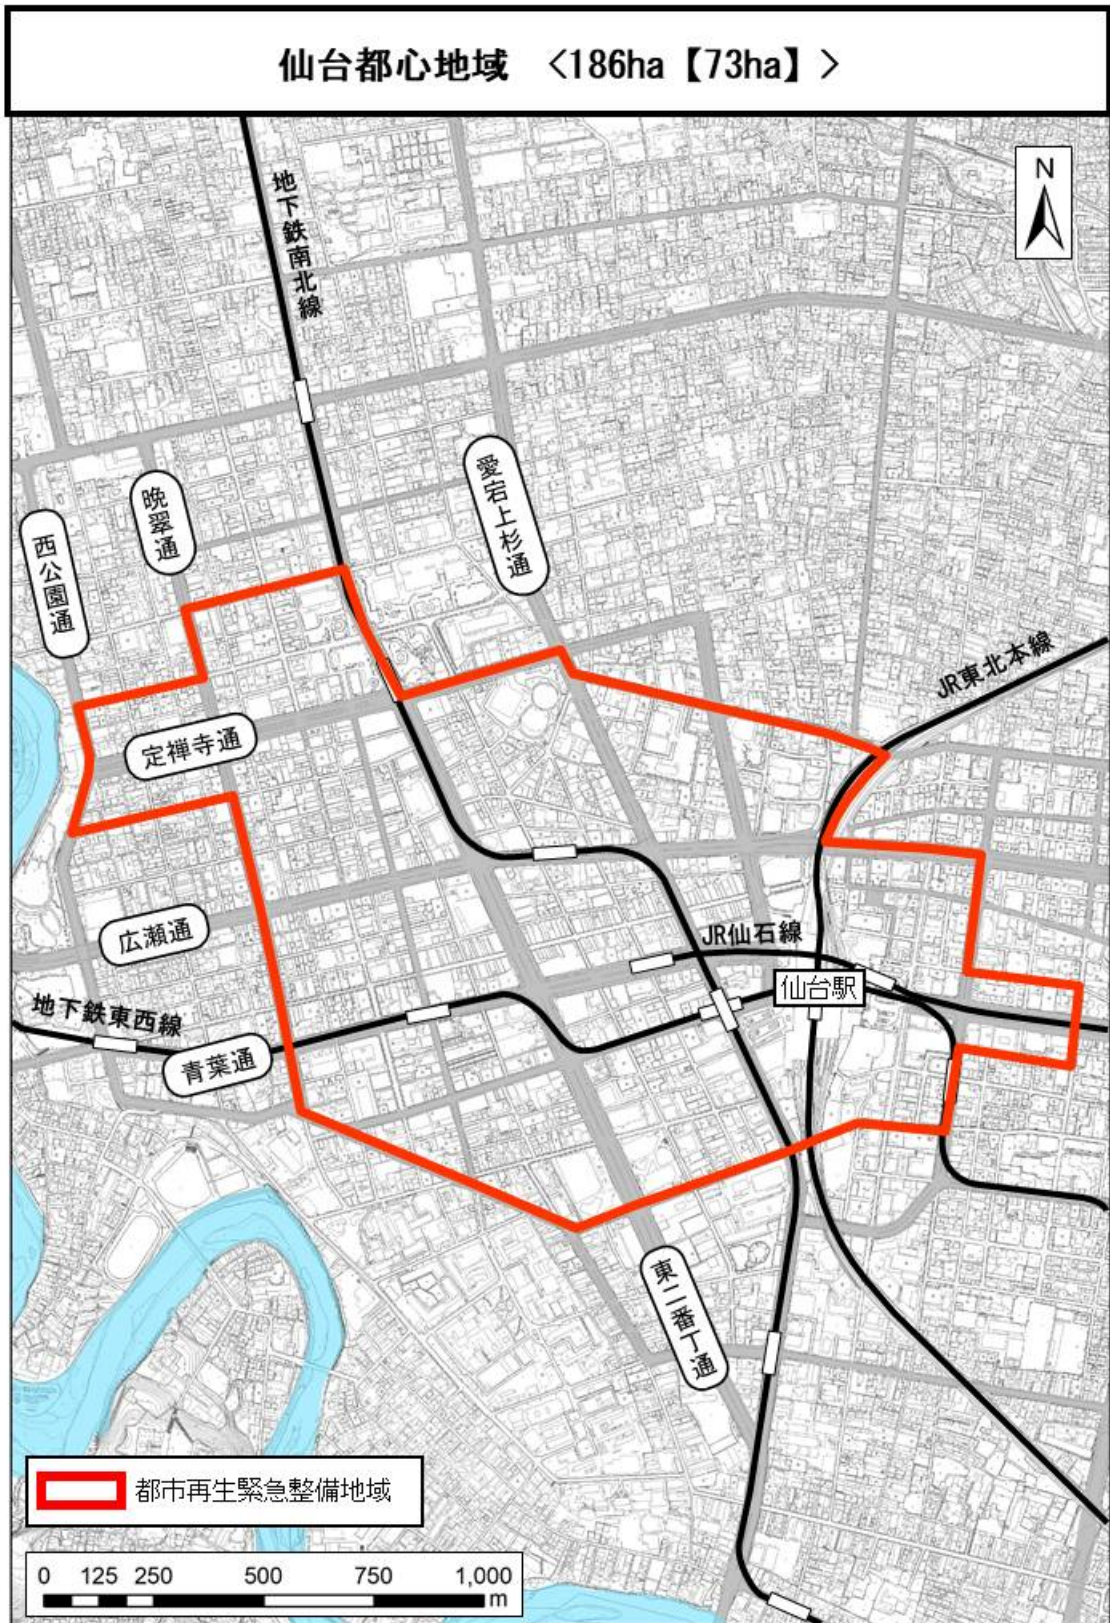 仙台都心地域 <186ha【73ha】>
N
地下鉄南北線
愛宕上杉通
晩翠通
西公園通
JR東北本線
定禅寺通
広瀬通
JR仙石線
仙台駅
地下鉄東西線
青葉通
東二番丁通
都市再生緊急整備地域
0 125 250 500 750 1,000
m